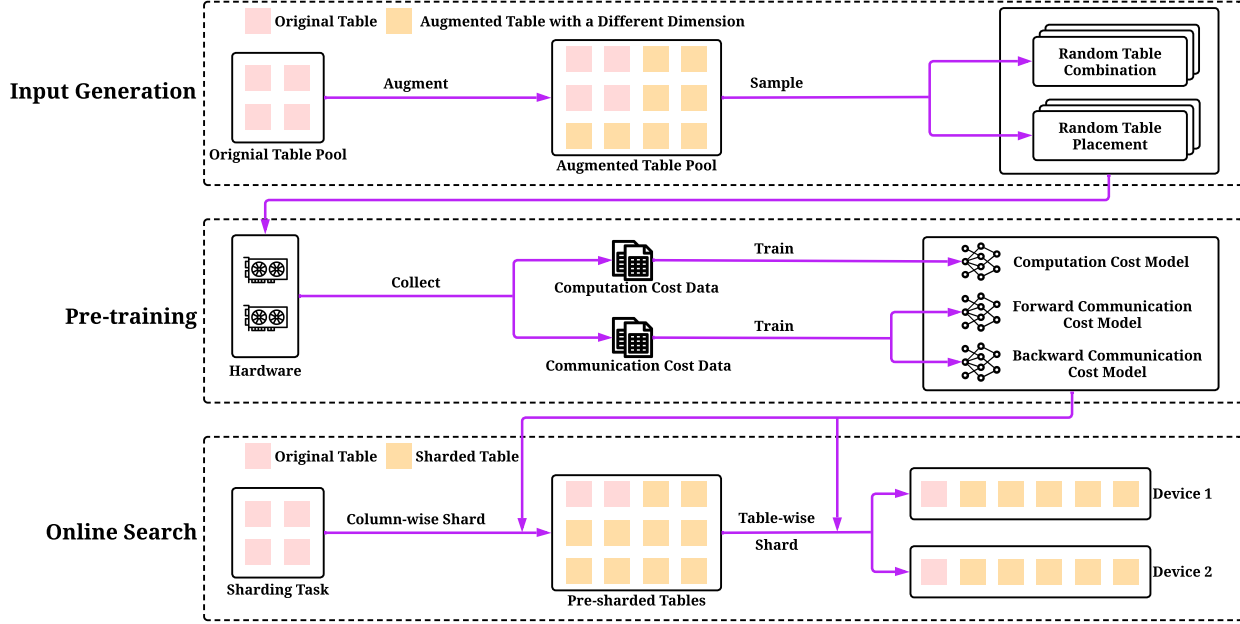 Original Table
Augmented Table with a Different Dimension
Input Generation
Augment
Sample
Random Table
Combination
Random Table
Placement
Orignial Table Pool
Augmented Table Pool
Pre-training
Collect
Train
Computation Cost Data
Computation Cost Model
Train
Communication Cost Data
Forward Communication
Cost Model
Backward Communication
Cost Model
Hardware
Original Table
Sharded Table
Online Search
Column-wise Shard
Table-wise
Shard
Device 1
Device 2
Sharding Task
Pre-sharded Tables